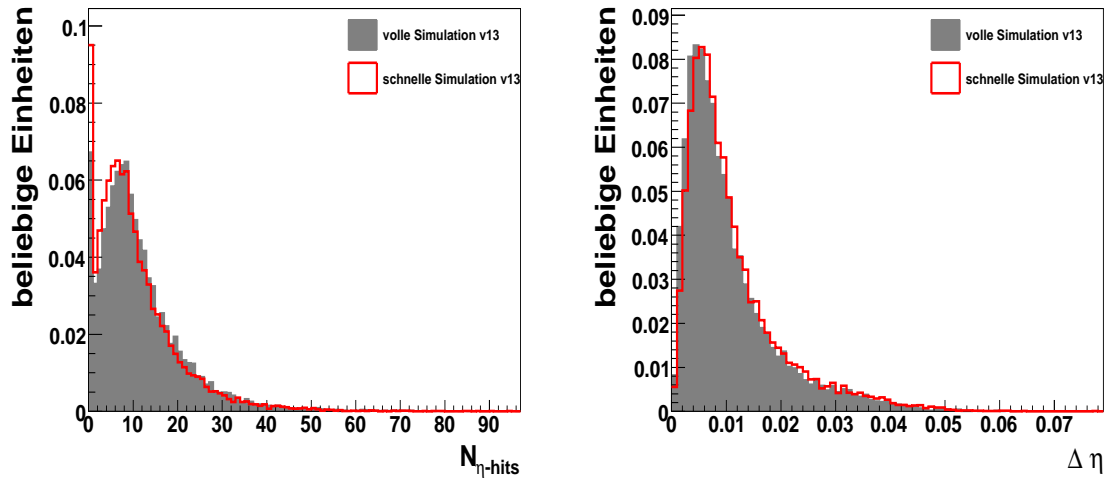 beliebige Einheiten
0.1
0.08
0.06
0.04
0.02
0
volle Simulation v13
schnelle Simulation v13
0 10 20 30 40 50 60 70 80 90
N η-hits
beliebige Einheiten
0.09
0.08
0.07
0.06
0.05
0.04
0.03
0.02
0.01
0
volle Simulation v13
schnelle Simulation v13
0 0.01 0.02 0.03 0.04 0.05 0.06 0.07
Δ η